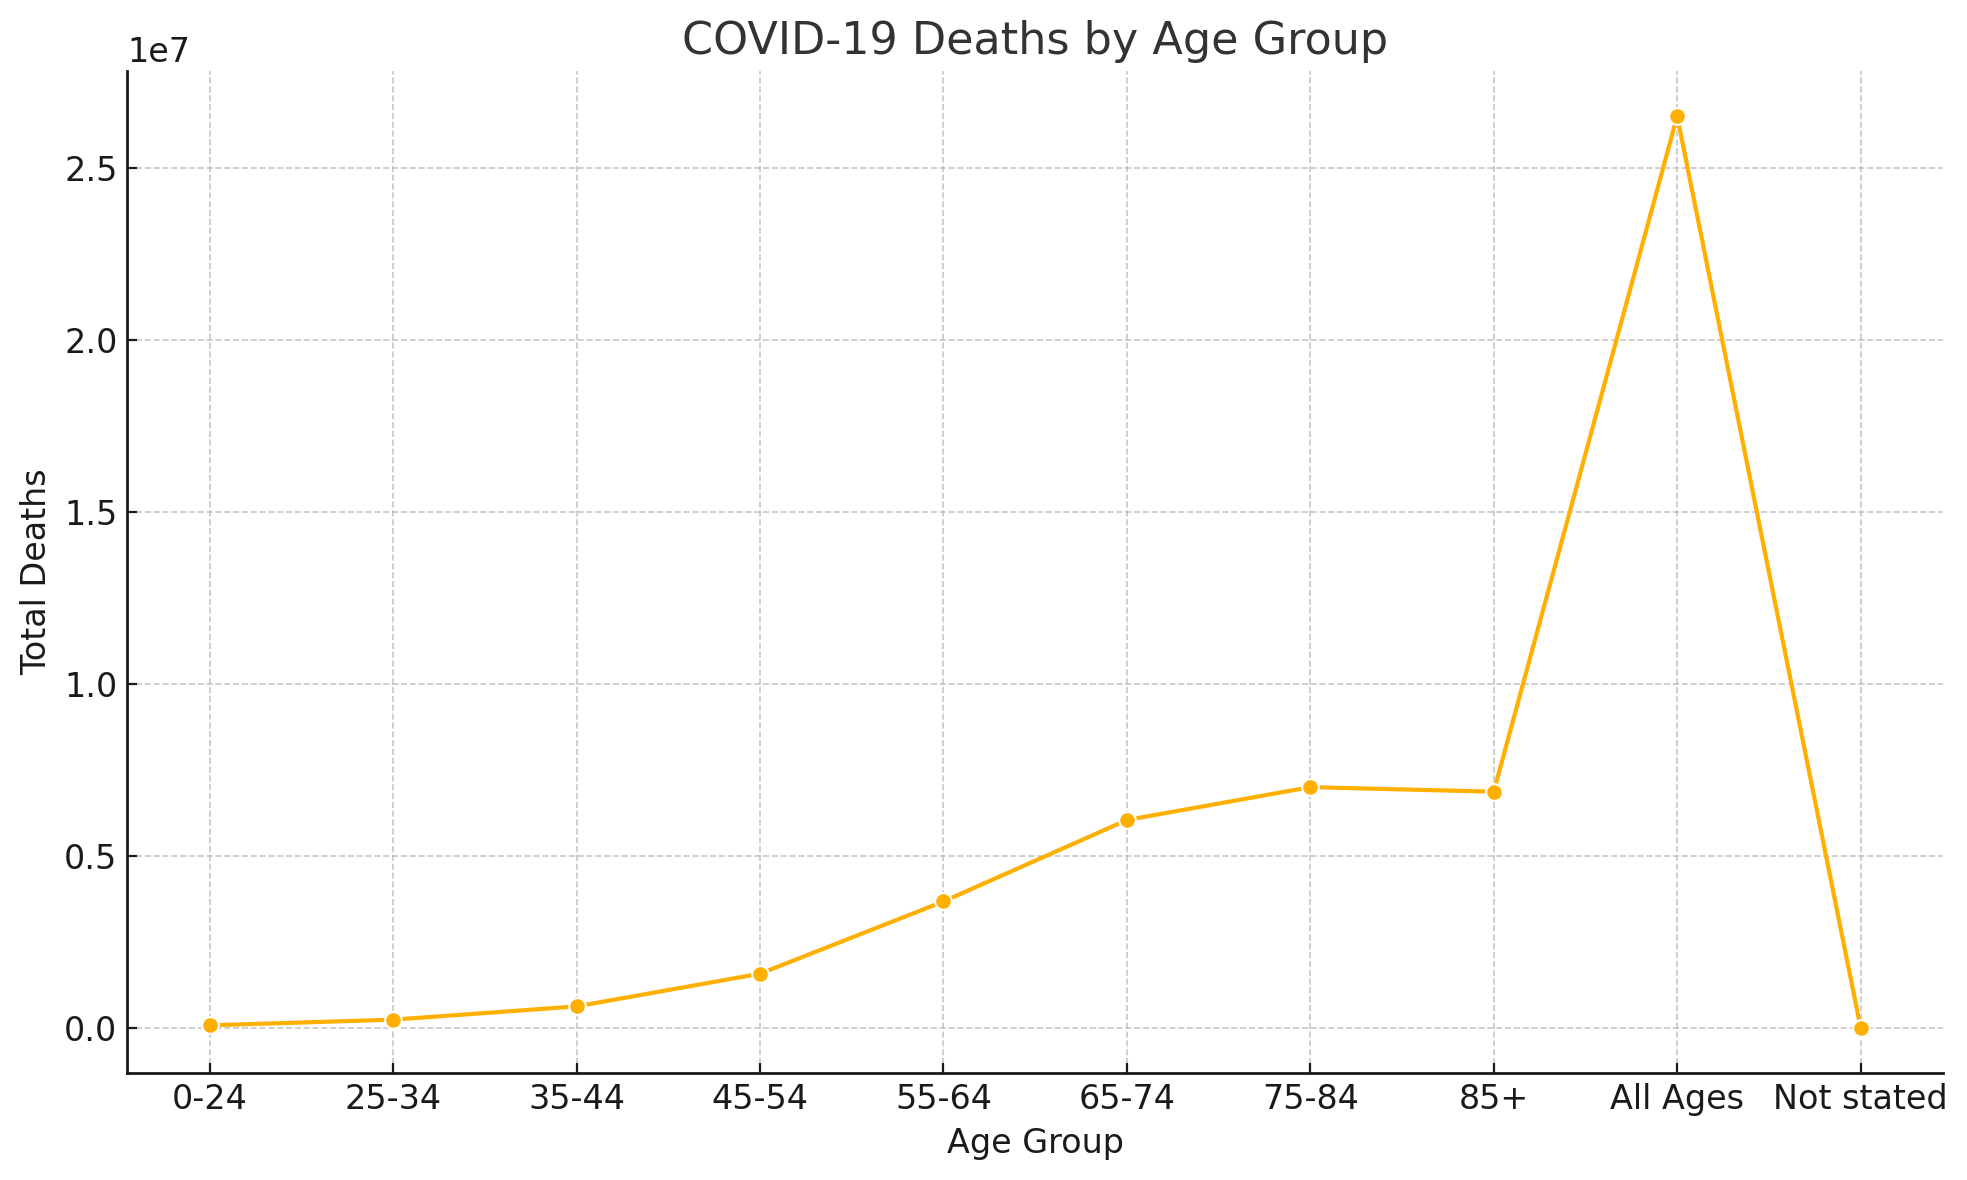 COVID-19 Deaths by Age Group
1e7
2.5
2.0
1.5
1.0
0.5
0.0
Total Deaths
0-24 25-34 35-44 45-54 55-64 65-74 75-84 85+ All Ages Not stated
Age Group